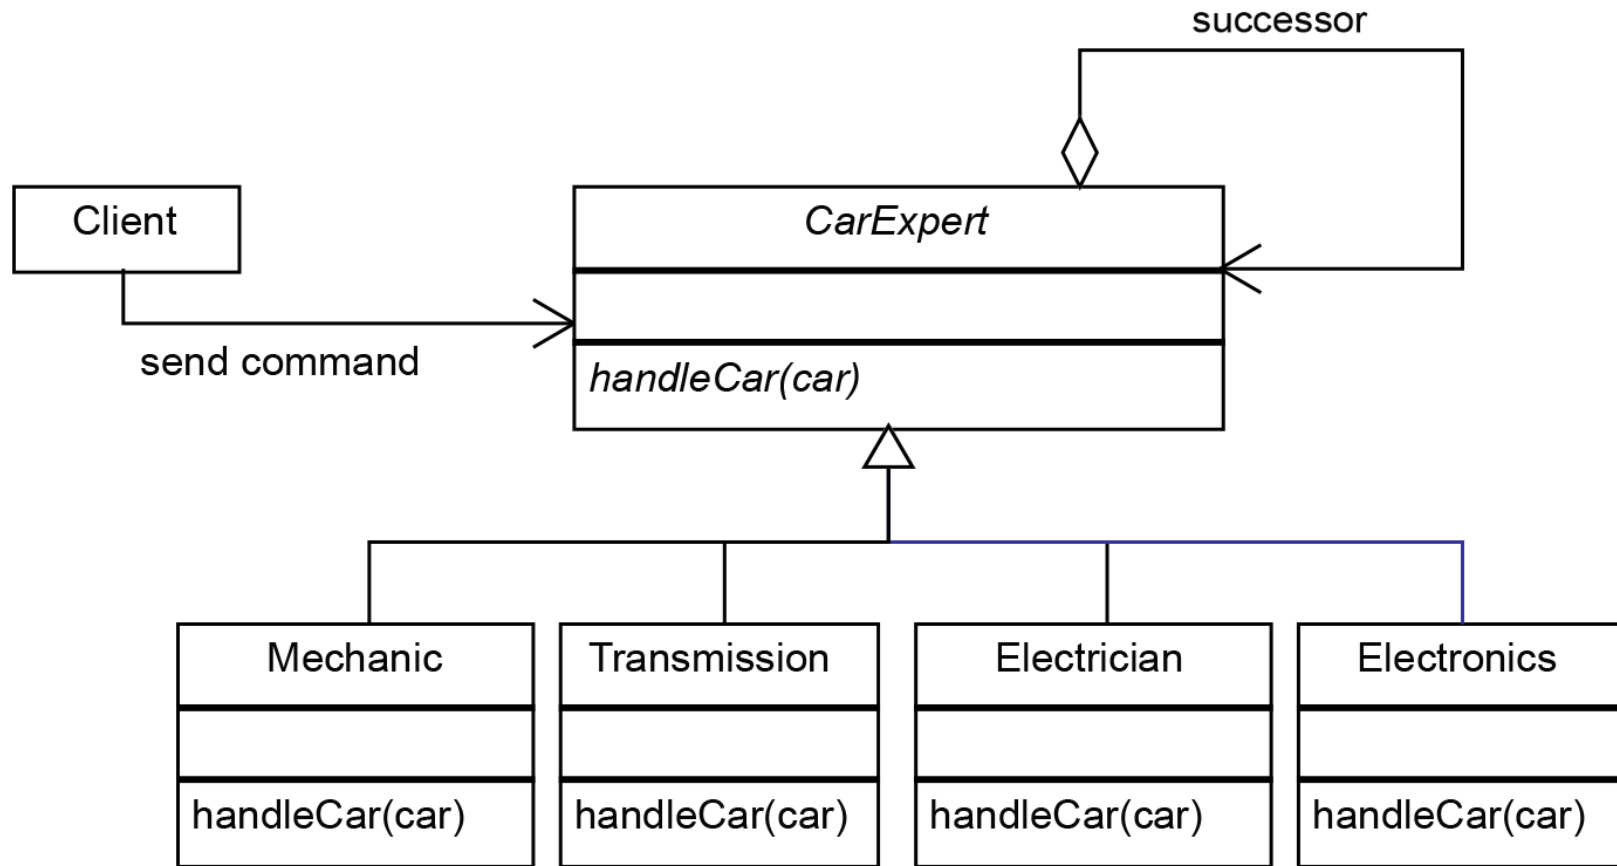 successor
Client
CarExpert
send command
handleCar(car)
Mechanic
Transmission
Electrician
Electronics
handleCar(car)
handleCar(car)
handleCar(car)
handleCar(car)